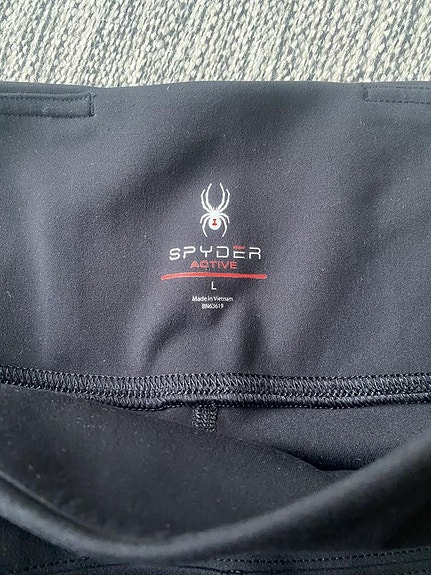 SPYDER
ACTIVE
L
Made in Vietnam
BN63619